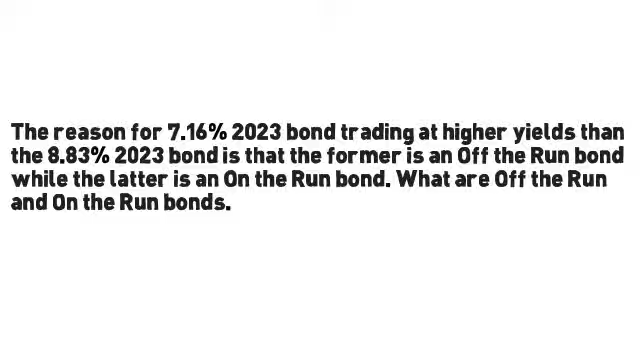 The reason for 7.16% 2023 bond trading at higher yields than
the 8.83% 2023 bond is that the former is an Off the Run bond
while the latter is an On the Run bond. What are Off the Run
and On the Run bonds.